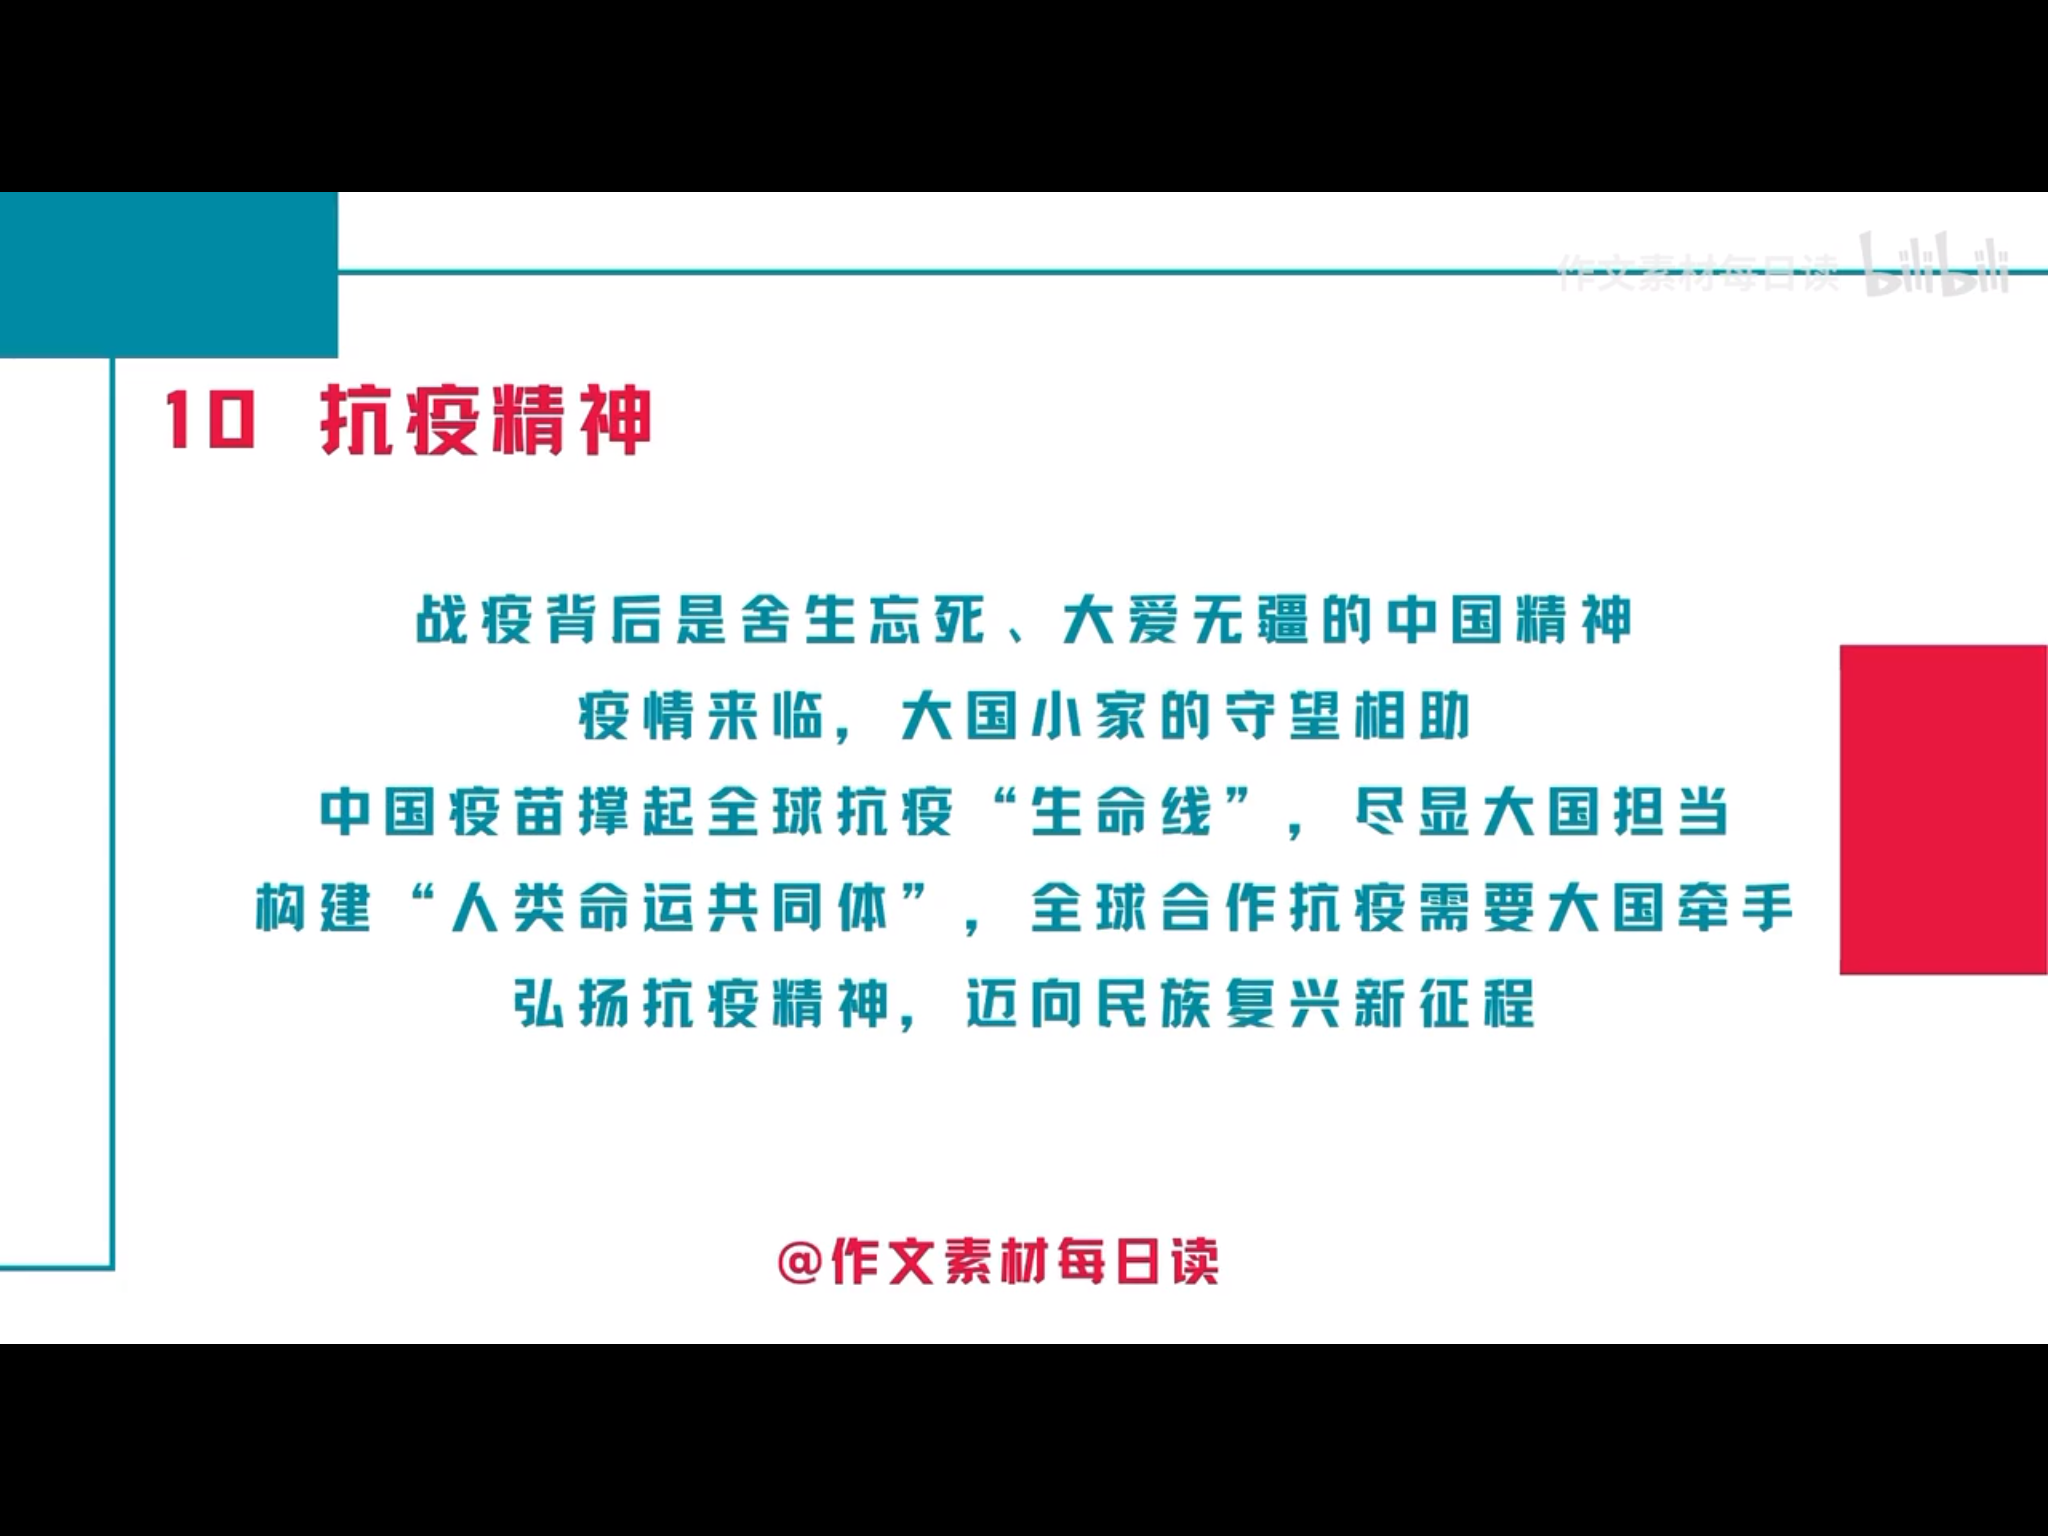 作文素材每日读 bilibili
10 抗疫精神
战疫背后是舍生忘死、大爱无疆的中国精神
疫情来临，大国小家的守望相助
中国疫苗撑起全球抗疫“生命线”，尽显大国担当
构建“人类命运共同体”，全球合作抗疫需要大国牵手
弘扬抗疫精神，迈向民族复兴新征程
@作文素材每日读